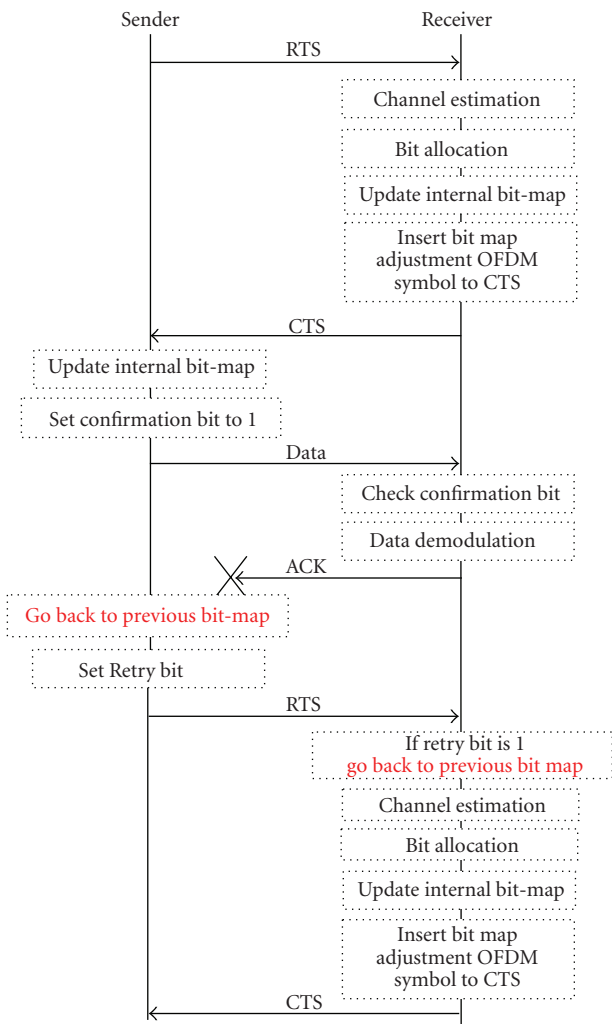 Sender
Receiver
RTS
Channel estimation
Bit allocation
Update internal bit-map
Insert bit map
adjustment OFDM
symbol to CTS
CTS
Update internal bit-map
Set confirmation bit to 1
Data
Check confirmation bit
Data demodulation
ACK
Go back to previous bit-map
Set Retry bit
RTS
If retry bit is 1
go back to previous bit map
Channel estimation
Bit allocation
Update internal bit-map
Insert bit map
adjustment OFDM
symbol to CTS
CTS